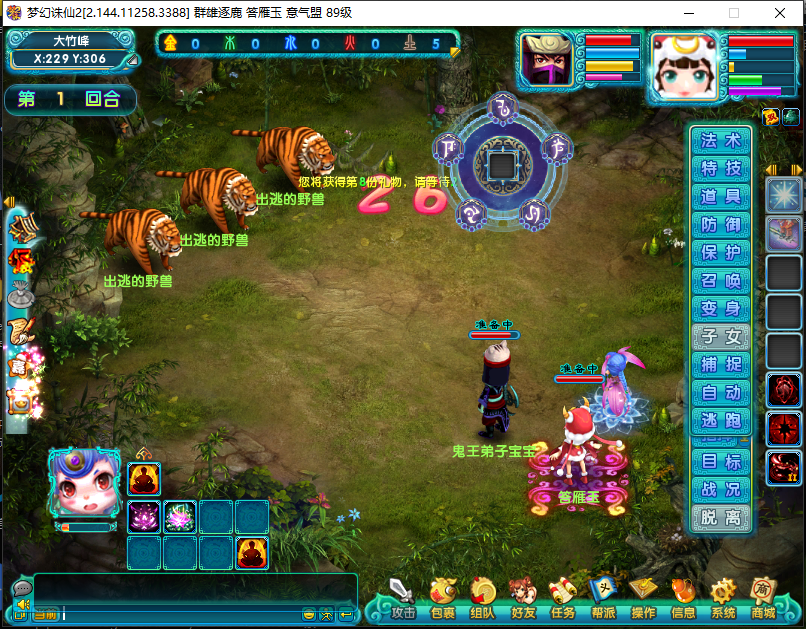 梦幻诛仙2[2.144.11258.3388] 群雄逐鹿 答雁玉 意气盟 89级
大竹峰
X:229 Y:306
金 0 木 0 水 0 火 0 土 5
第 1 回合
您将获得第8份礼物，请等待
26
出逃的野兽
出逃的野兽
出逃的野兽
法术
特技
道具
防御
保护
召唤
变身
子女
捕捉
自动
逃跑
目标
战况
脱离
准备中
准备中
鬼王弟子宝宝
答雁玉
II
当前
攻击 包裹 组队 好友 任务 帮派 操作 信息 系统 商城